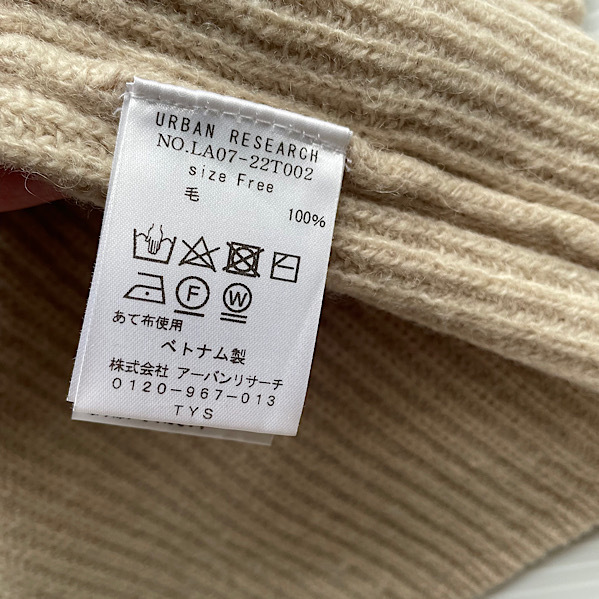 URBAN RESEARCH
NO.LA07-22T002
size Free
毛 100%
F W
あて布使用
ベトナム製
株式会社 アーバンリサーチ
0120-967-013
TYS